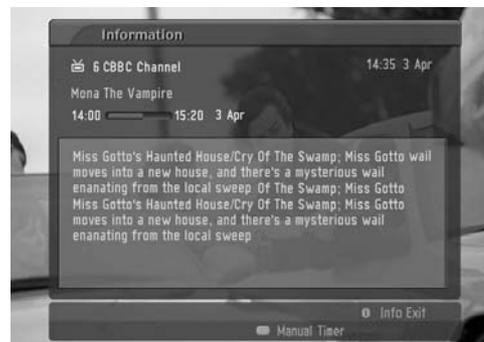 Information
6 CBBC Channel 14:35 3 Apr
Mona The Vampire
14:00 15:20 3 Apr
Miss Gotto's Haunted House/Cry Of The Swamp; Miss Gotto wail
moves into a new house, and there's a mysterious wail
enanating from the local sweep Of The Swamp; Miss Gotto
Miss Gotto's Haunted House/Cry Of The Swamp; Miss Gotto
moves into a new house, and there's a mysterious wail
enanating from the local sweep
Info Exit
Manual Timer